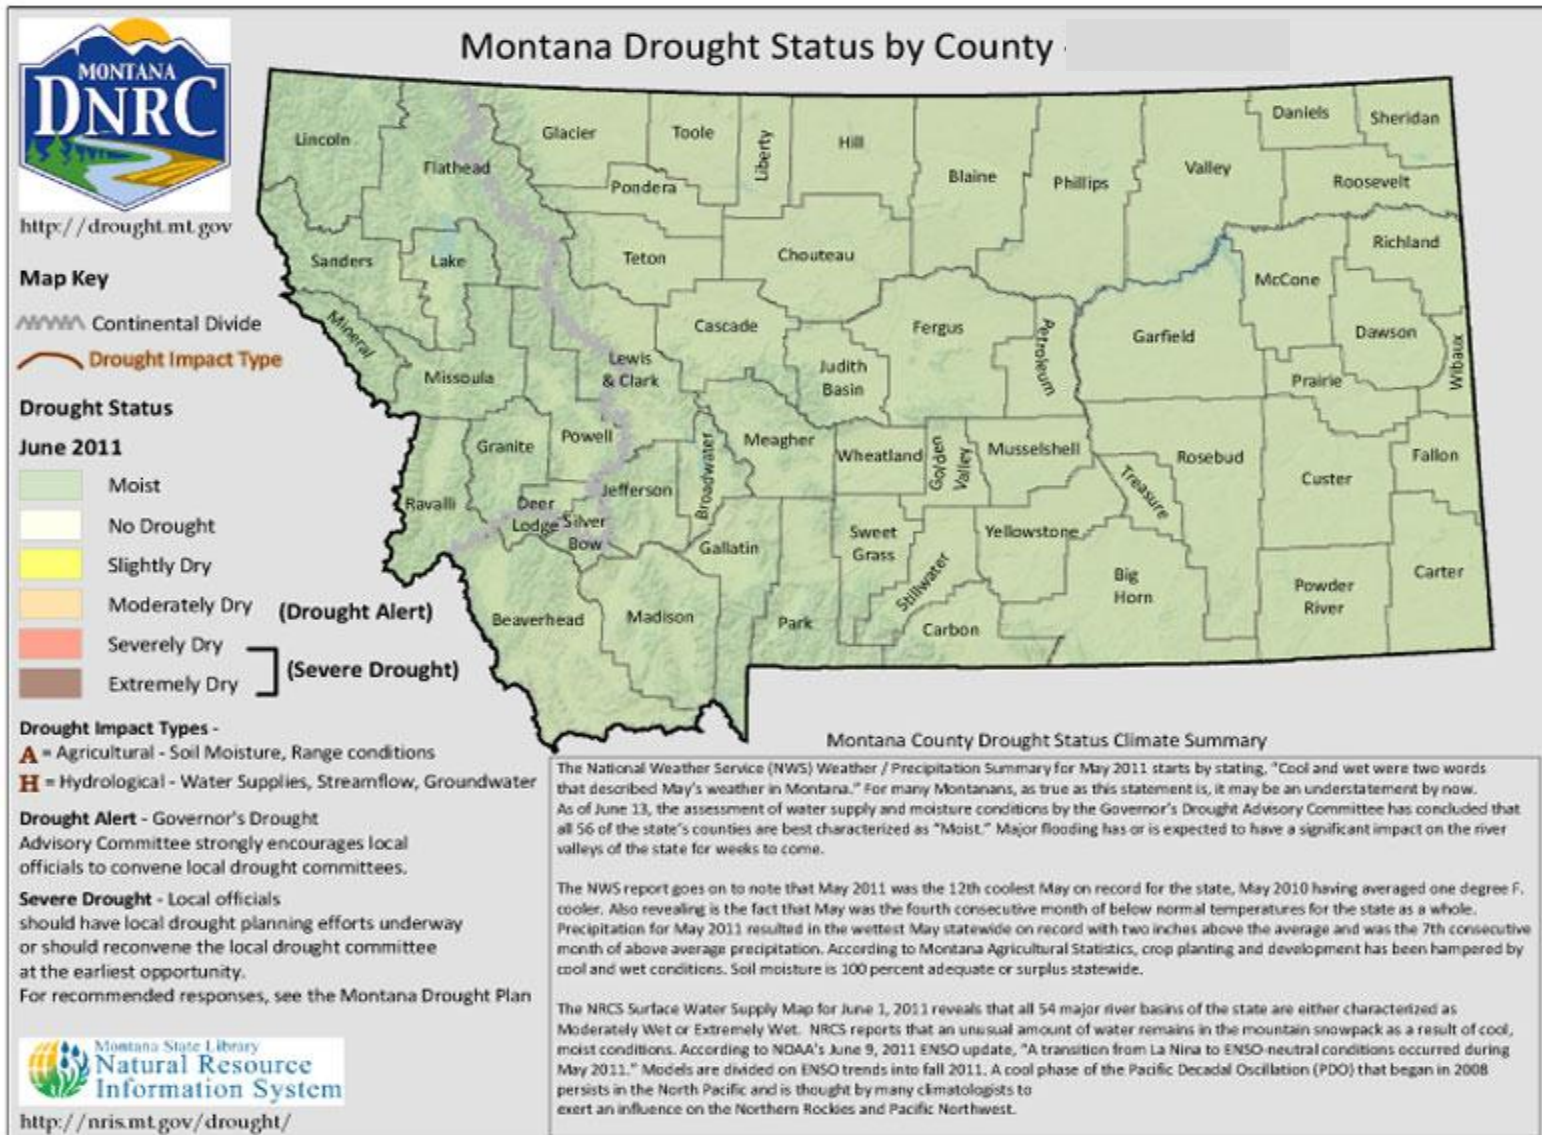 Montana Drought Status by County -
MONTANA
DNRC
http://drought.mt.gov
Map Key
Continental Divide
Drought Impact Type
Drought Status
June 2011
Moist
No Drought
Slightly Dry
Moderately Dry (Drought Alert)
Severely Dry
(Severe Drought)
Extremely Dry
Drought Impact Types -
A = Agricultural - Soil Moisture, Range conditions
H = Hydrological - Water Supplies, Streamflow, Groundwater
Drought Alert - Governor's Drought
Advisory Committee strongly encourages local
officials to convene local drought committees.
Severe Drought - Local officials
should have local drought planning efforts underway
or should reconvene the local drought committee
at the earliest opportunity.
For recommended responses, see the Montana Drought Plan
Montana State Library
Natural Resource
Information System
http://nris.mt.gov/drought/
Lincoln
Flathead
Glacier
Toole
Liberty
Hill
Blaine
Phillips
Valley
Daniels
Sheridan
Roosevelt
Pondera
Sanders
Lake
Teton
Chouteau
Richland
McCone
Mineral
Cascade
Fergus
Petroleum
Garfield
Dawson
Wibaux
Missoula
Lewis
& Clark
Judith
Basin
Prairie
Granite
Powell
Broadwater
Meagher
Wheatland
Golden
Valley
Musselshell
Treasure
Rosebud
Custer
Fallon
Ravalli
Deer
Lodge
Silver
Bow
Jefferson
Gallatin
Sweet
Grass
Stillwater
Yellowstone
Big
Horn
Powder
River
Carter
Beaverhead
Madison
Park
Carbon
Montana County Drought Status Climate Summary
The National Weather Service (NWS) Weather / Precipitation Summary for May 2011 starts by stating, "Cool and wet were two words
that described May's weather in Montana." For many Montanans, as true as this statement is, it may be an understatement by now.
As of June 13, the assessment of water supply and moisture conditions by the Governor's Drought Advisory Committee has concluded that
all 56 of the state's counties are best characterized as "Moist." Major flooding has or is expected to have a significant impact on the river
valleys of the state for weeks to come.
The NWS report goes on to note that May 2011 was the 12th coolest May on record for the state, May 2010 having averaged one degree F.
cooler. Also revealing is the fact that May was the fourth consecutive month of below normal temperatures for the state as a whole.
Precipitation for May 2011 resulted in the wettest May statewide on record with two inches above the average and was the 7th consecutive
month of above average precipitation. According to Montana Agricultural Statistics, crop planting and development has been hampered by
cool and wet conditions. Soil moisture is 100 percent adequate or surplus statewide.
The NRCS Surface Water Supply Map for June 1, 2011 reveals that all 54 major river basins of the state are either characterized as
Moderately Wet or Extremely Wet. NRCS reports that an unusual amount of water remains in the mountain snowpack as a result of cool,
moist conditions. According to NOAA's June 9, 2011 ENSO update, "A transition from La Nina to ENSO-neutral conditions occurred during
May 2011." Models are divided on ENSO trends into fall 2011. A cool phase of the Pacific Decadal Oscillation (PDO) that began in 2008
persists in the North Pacific and is thought by many climatologists to
exert an influence on the Northern Rockies and Pacific Northwest.